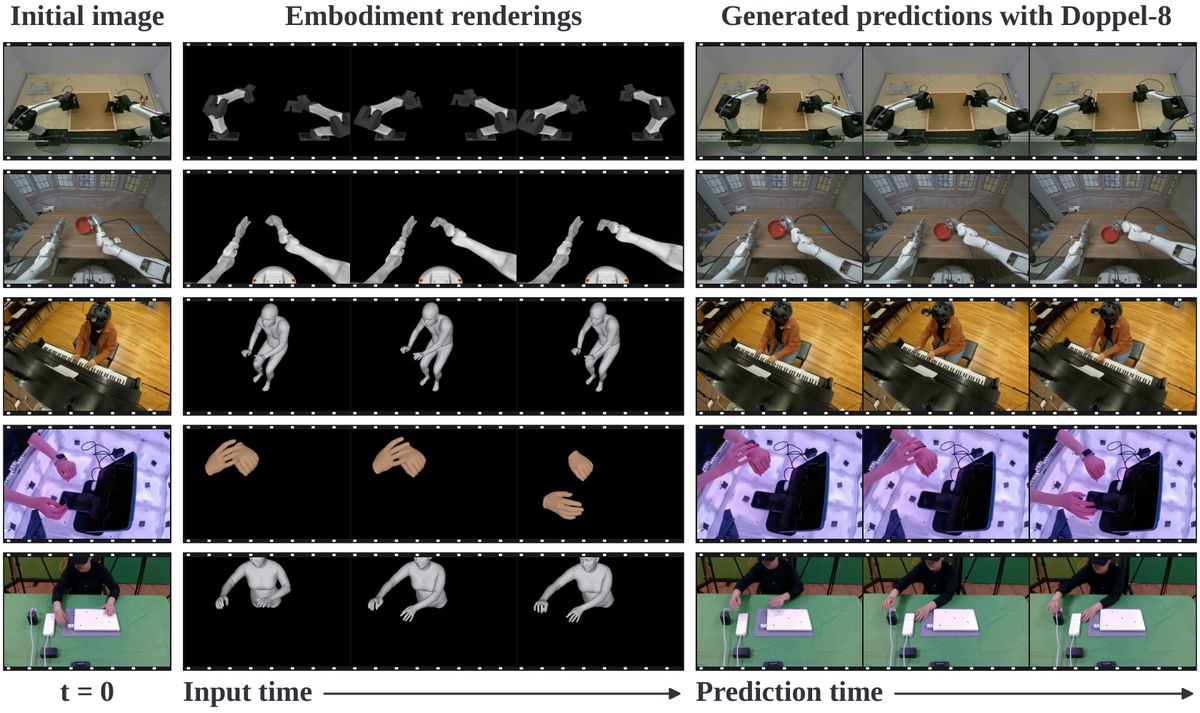 Initial image
Embodiment renderings
Generated predictions with Doppel-8
t = 0
Input time
Prediction time